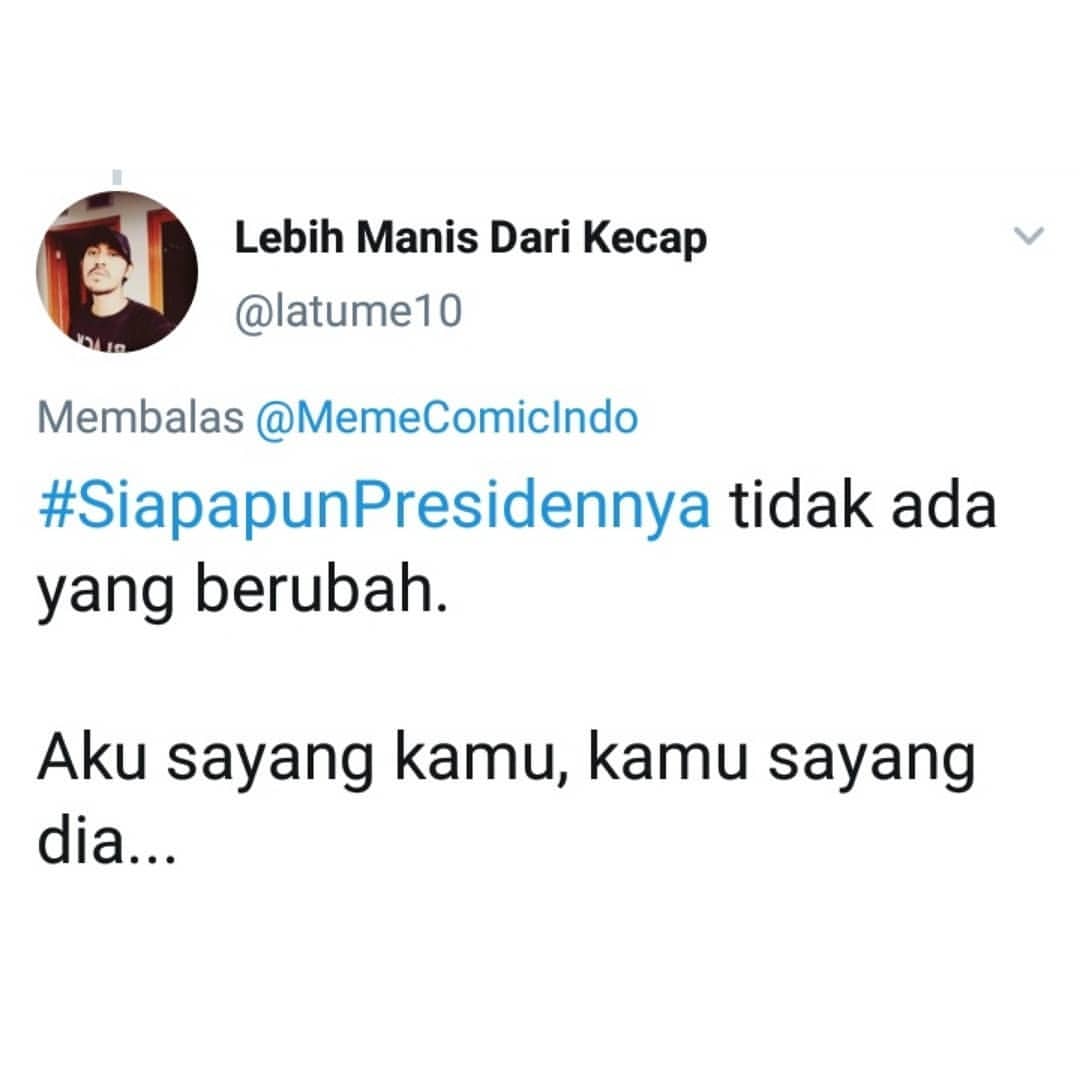 Lebih Manis Dari Kecap
@latume10
Membalas @MemeComicIndo
#SiapapunPresidennya tidak ada
yang berubah.
Aku sayang kamu, kamu sayang
dia...